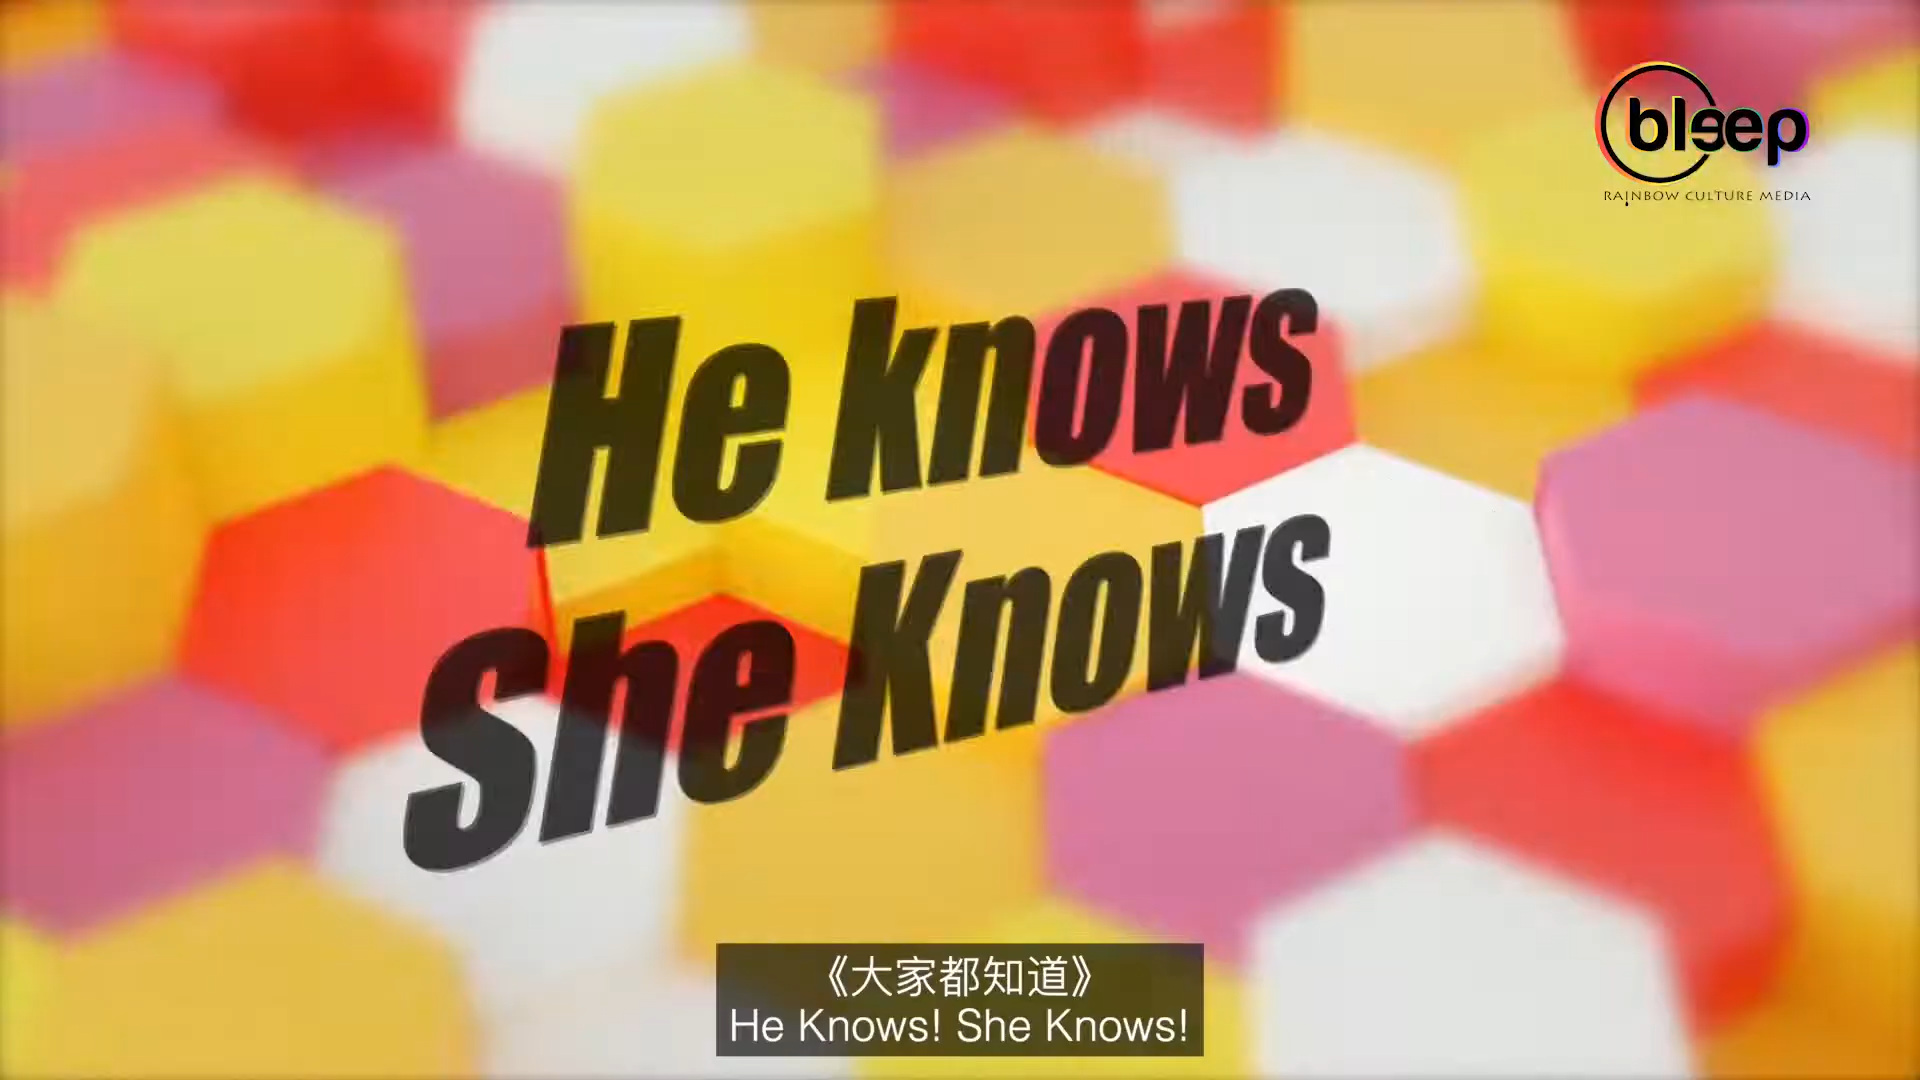 bleep
RAINBOW CULTURE MEDIA
He knows
She Knows
《大家都知道》
He Knows! She Knows!